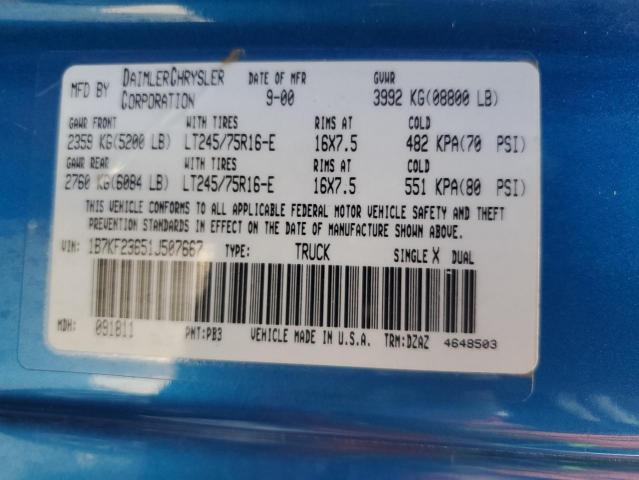 MFD BY DAIMLERCHRYSLER CORPORATION DATE OF MFR 9-00 GVWR 3992 KG(08800 LB)
GAWR FRONT WITH TIRES RIMS AT COLD
2359 KG(5200 LB) LT245/75R16-E 16X7.5 482 KPA(70 PSI)
GAWR REAR WITH TIRES RIMS AT COLD
2760 KG(6084 LB) LT245/75R16-E 16X7.5 551 KPA(80 PSI)
THIS VEHICLE CONFORMS TO ALL APPLICABLE FEDERAL MOTOR VEHICLE SAFETY AND THEFT
PREVENTION STANDARDS IN EFFECT ON THE DATE OF MANUFACTURE SHOWN ABOVE.
VIN: 1B7KF23651J507667 TYPE: TRUCK SINGLE X DUAL
MDH: 091811 PNT:PB3 VEHICLE MADE IN U.S.A. TRM:DZAZ 4648503